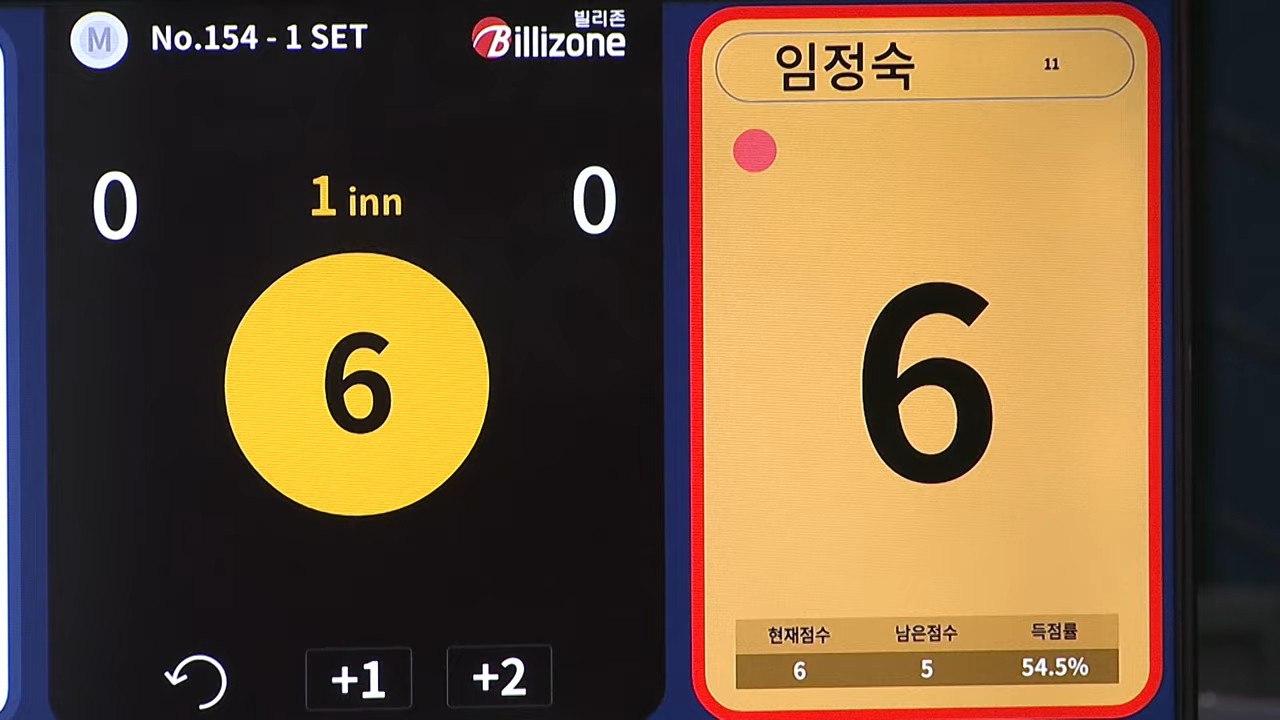 M No.154 - 1 SET
빌리존
Billizone
0 1 inn 0
6
+1 +2
임정숙 11
6
현재점수 남은점수 득점률
6 5 54.5%